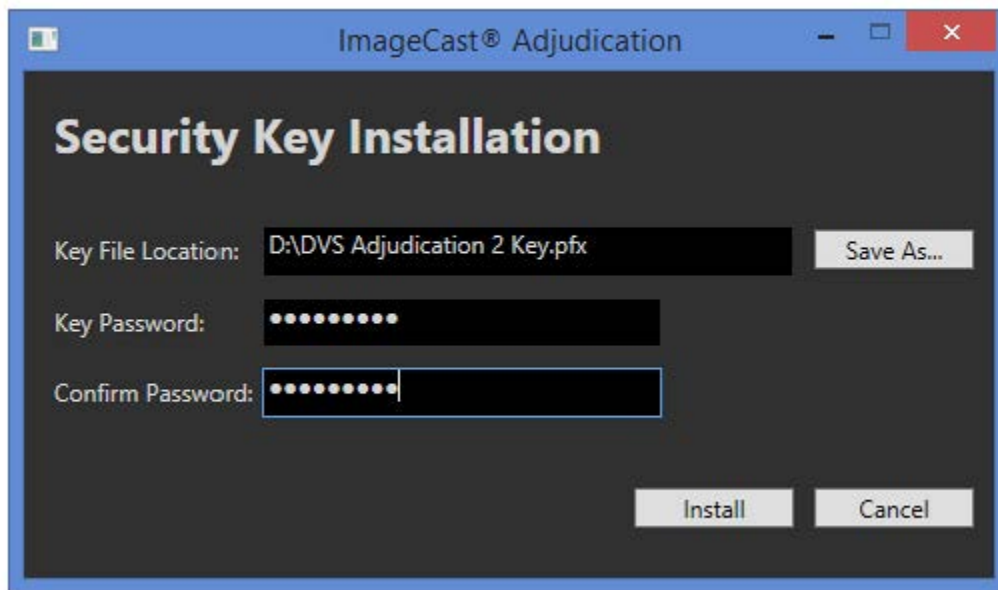 ImageCast® Adjudication
Security Key Installation
Key File Location: D:\DVS Adjudication 2 Key.pfx Save As...
Key Password: ●●●●●●●●●
Confirm Password: ●●●●●●●●●
Install Cancel